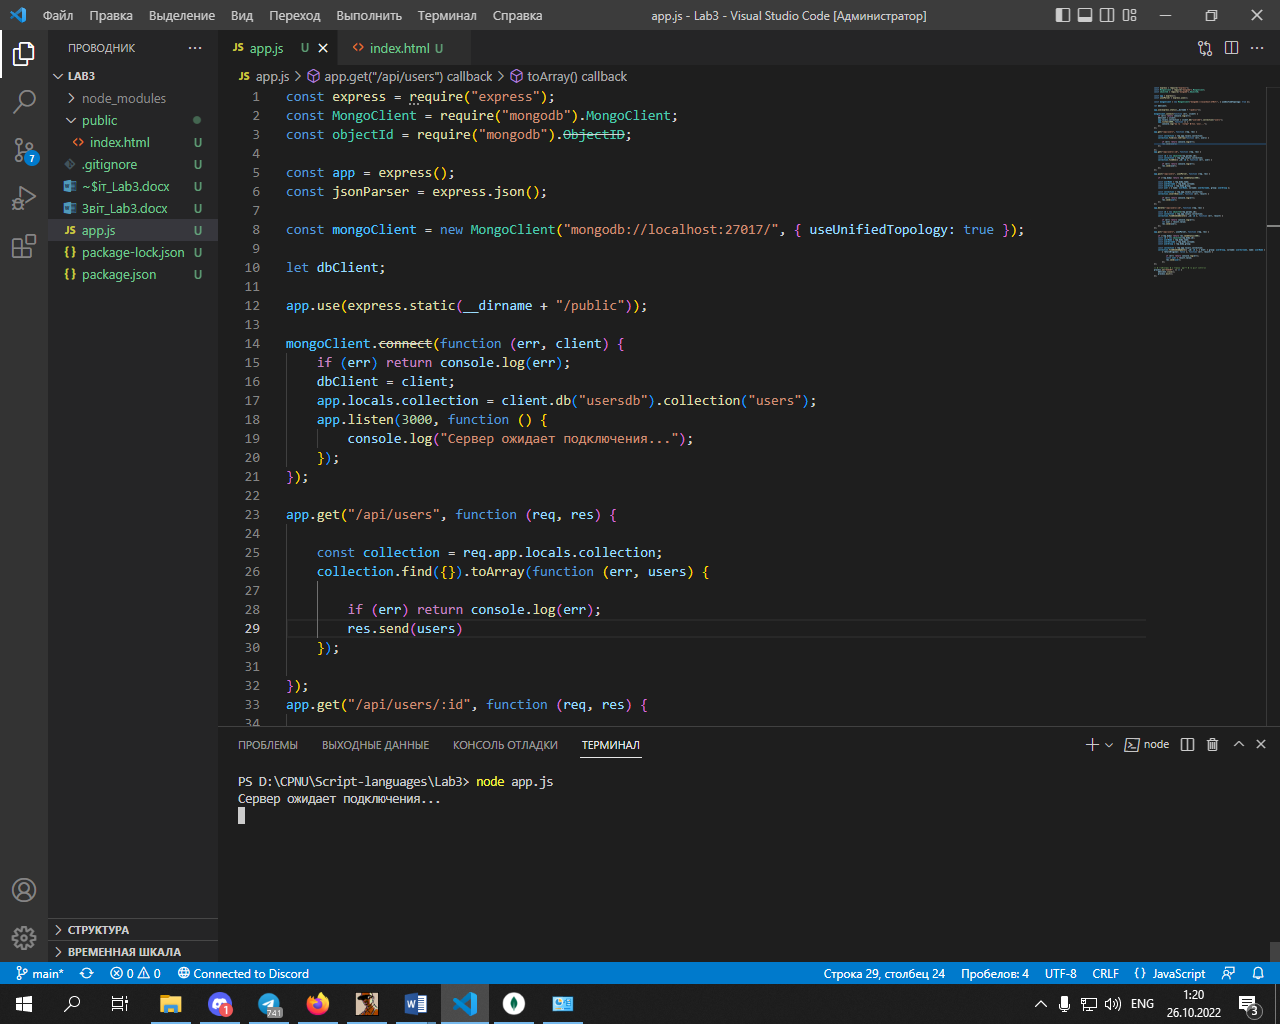 Файл Правка Выделение Вид Переход Выполнить Терминал Справка app.js - Lab3 - Visual Studio Code [Администратор]
ПРОВОДНИК
LAB3
node_modules
public
index.html U
.gitignore U
~$iт_Lab3.docx U
Звіт_Lab3.docx U
JS app.js U
{} package-lock.json U
{} package.json U
СТРУКТУРА
ВРЕМЕННАЯ ШКАЛА
7
JS app.js U
index.html U
JS app.js > app.get("/api/users") callback > toArray() callback
1 const express = require("express");
2 const MongoClient = require("mongodb").MongoClient;
3 const objectId = require("mongodb").ObjectID;
4
5 const app = express();
6 const jsonParser = express.json();
7
8 const mongoClient = new MongoClient("mongodb://localhost:27017/", { useUnifiedTopology: true });
9
10 let dbClient;
11
12 app.use(express.static(__dirname + "/public"));
13
14 mongoClient.connect(function (err, client) {
15 if (err) return console.log(err);
16 dbClient = client;
17 app.locals.collection = client.db("usersdb").collection("users");
18 app.listen(3000, function () {
19 console.log("Сервер ожидает подключения...");
20 });
21 });
22
23 app.get("/api/users", function (req, res) {
24
25 const collection = req.app.locals.collection;
26 collection.find({}).toArray(function (err, users) {
27
28 if (err) return console.log(err);
29 res.send(users)
30 });
31
32 });
33 app.get("/api/users/:id", function (req, res) {
34
ПРОБЛЕМЫ ВЫХОДНЫЕ ДАННЫЕ КОНСОЛЬ ОТЛАДКИ ТЕРМИНАЛ node
PS D:\CPNU\Script-languages\Lab3> node app.js
Сервер ожидает подключения...
main* 0 0 Connected to Discord Строка 29, столбец 24 Пробелов: 4 UTF-8 CRLF {} JavaScript
1 741 ENG 1:20
26.10.2022 3